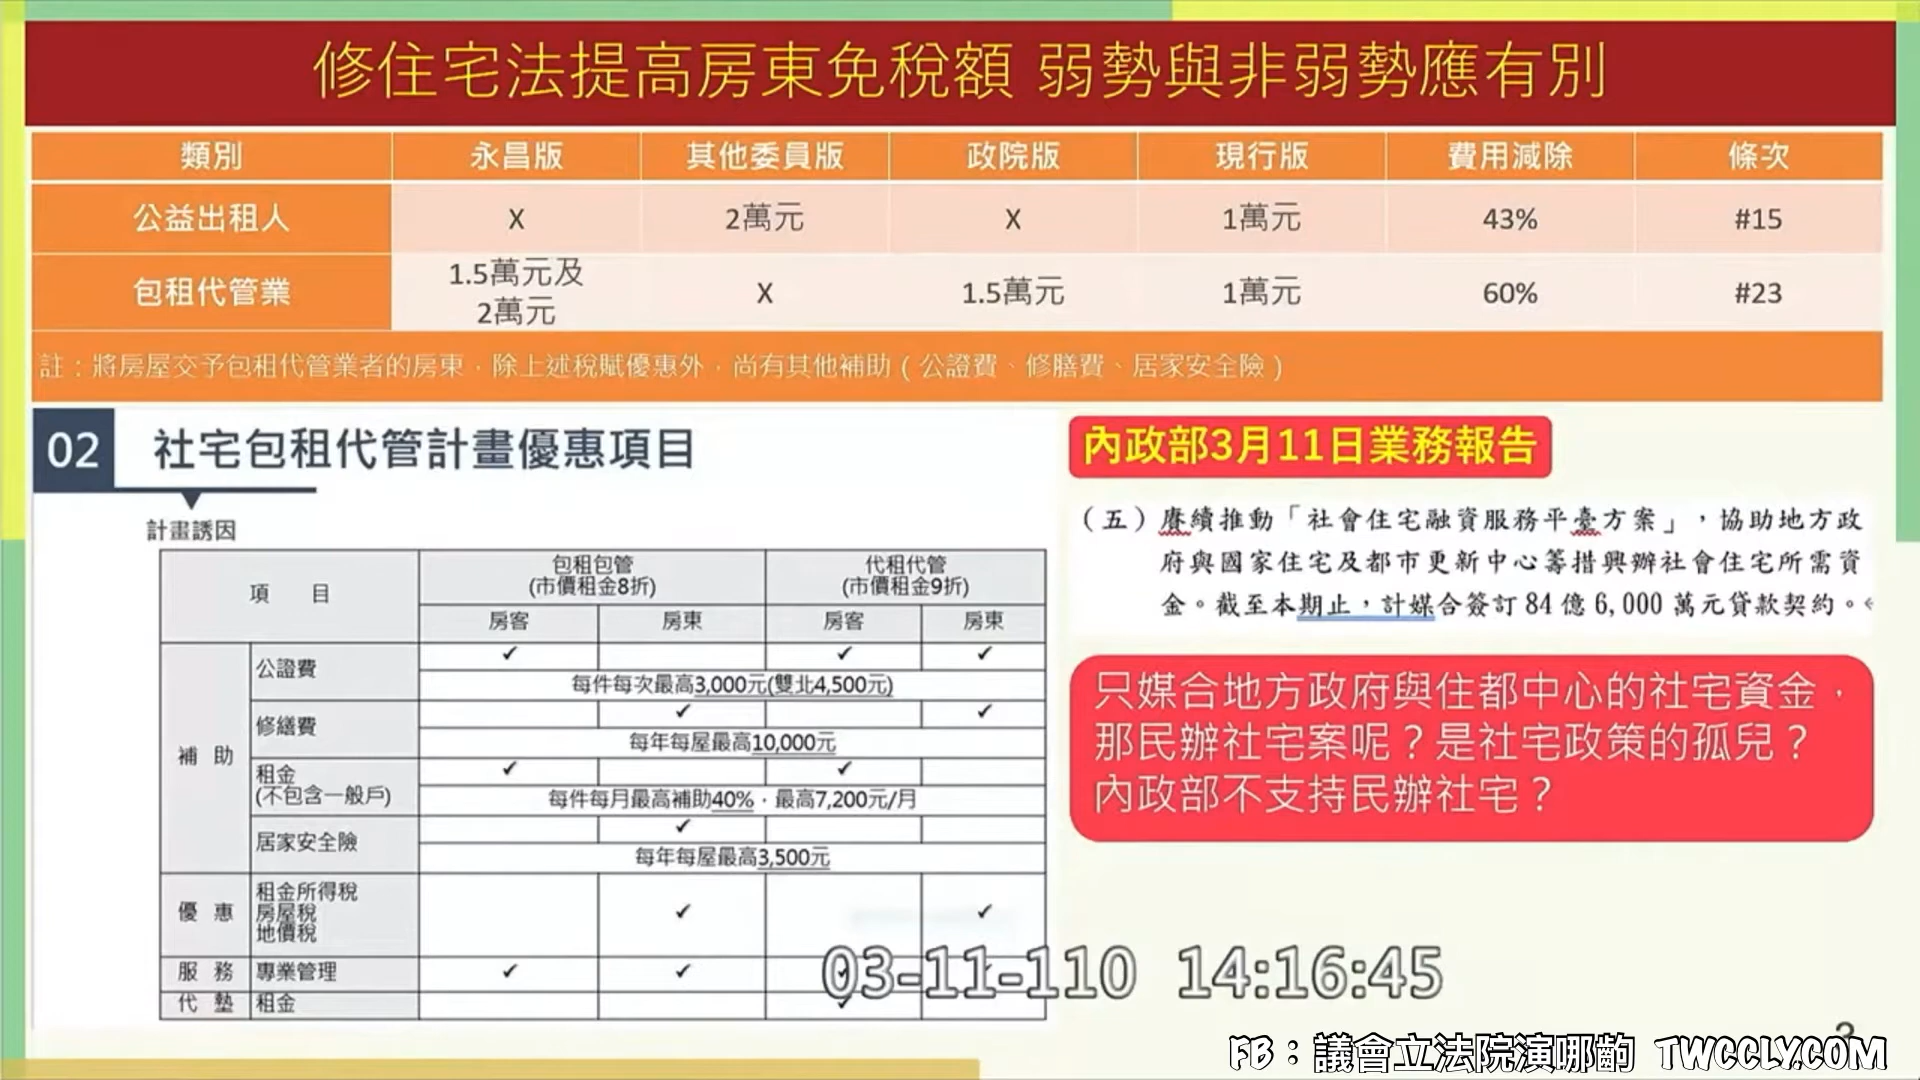 修住宅法提高房東免稅額 弱勢與非弱勢應有別
類別 永昌版 其他委員版 政院版 現行版 費用減除 條次
公益出租人 X 2萬元 X 1萬元 43% #15
包租代管業 1.5萬元及 X 1.5萬元 1萬元 60% #23
2萬元
註：將房屋交予包租代管業者的房東，除上述稅賦優惠外，尚有其他補助（公證費、修膳費、居家安全險）
02 社宅包租代管計畫優惠項目
計畫誘因
項 目 包租包管 代租代管
(市價租金8折) (市價租金9折)
房客 房東 房客 房東
補 助
公證費 ✓ ✓ ✓
每件每次最高3,000元(雙北4,500元)
修繕費 ✓ ✓
每年每屋最高10,000元
租金 ✓ ✓
(不包含一般戶) 每件每月最高補助40%，最高7,200元/月
居家安全險 ✓
每年每屋最高3,500元
優 惠 租金所得稅
房屋稅 ✓ ✓
地價稅
服 務 專業管理 ✓ ✓ ✓
代 墊 租金 ✓
內政部3月11日業務報告
（五）賡續推動「社會住宅融資服務平臺方案」，協助地方政
府與國家住宅及都市更新中心籌措興辦社會住宅所需資
金。截至本期止，計媒合簽訂84億6,000萬元貸款契約。
只媒合地方政府與住都中心的社宅資金，
那民辦社宅案呢？是社宅政策的孤兒？
內政部不支持民辦社宅？
03-11-110 14:16:45
3
FB：議會立法院演哪齣 TWCCLY.COM